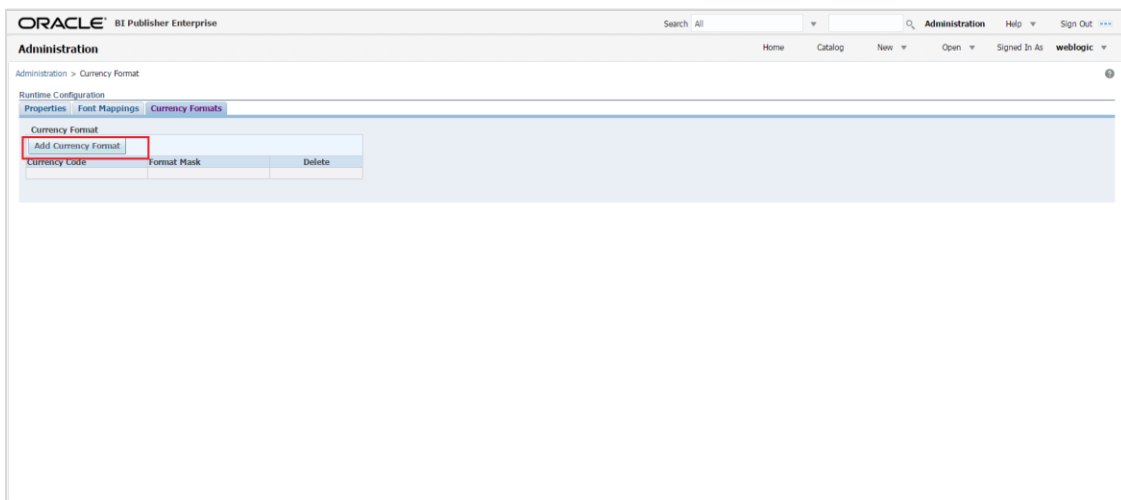 ORACLE BI Publisher Enterprise Search All Administration Help Sign Out
Administration Home Catalog New Open Signed In As weblogic
Administration > Currency Format
Runtime Configuration
Properties Font Mappings Currency Formats
Currency Format
Add Currency Format
Currency Code Format Mask Delete